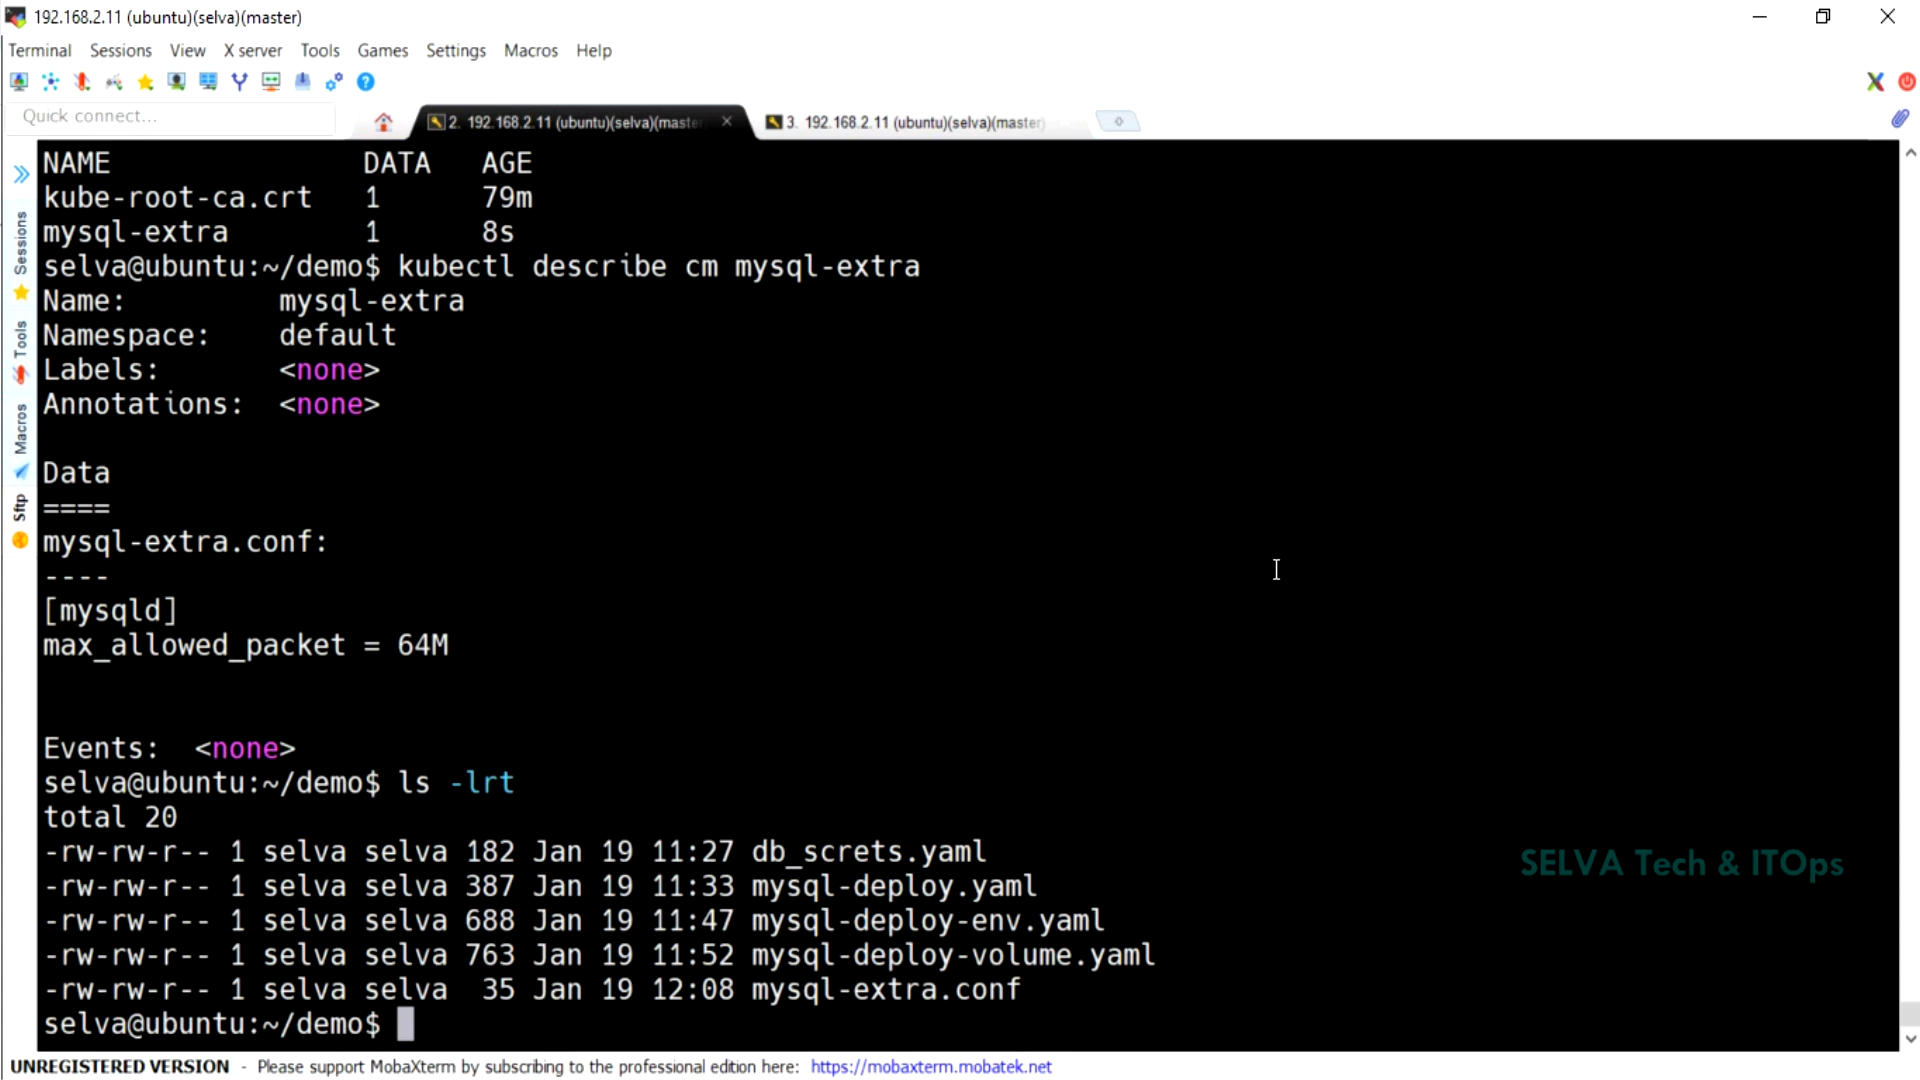 192.168.2.11 (ubuntu)(selva)(master)
Terminal Sessions View X server Tools Games Settings Macros Help
Quick connect...
2. 192.168.2.11 (ubuntu)(selva)(maste
3. 192.168.2.11 (ubuntu)(selva)(master)
Sessions
Tools
Macros
Sftp
NAME DATA AGE
kube-root-ca.crt 1 79m
mysql-extra 1 8s
selva@ubuntu:~/demo$ kubectl describe cm mysql-extra
Name: mysql-extra
Namespace: default
Labels: <none>
Annotations: <none>
Data
====
mysql-extra.conf:
----
[mysqld]
max_allowed_packet = 64M
Events: <none>
selva@ubuntu:~/demo$ ls -lrt
total 20
-rw-rw-r-- 1 selva selva 182 Jan 19 11:27 db_screts.yaml
-rw-rw-r-- 1 selva selva 387 Jan 19 11:33 mysql-deploy.yaml
-rw-rw-r-- 1 selva selva 688 Jan 19 11:47 mysql-deploy-env.yaml
-rw-rw-r-- 1 selva selva 763 Jan 19 11:52 mysql-deploy-volume.yaml
-rw-rw-r-- 1 selva selva 35 Jan 19 12:08 mysql-extra.conf
selva@ubuntu:~/demo$
SELVA Tech & ITOps
UNREGISTERED VERSION - Please support MobaXterm by subscribing to the professional edition here: https://mobaxterm.mobatek.net